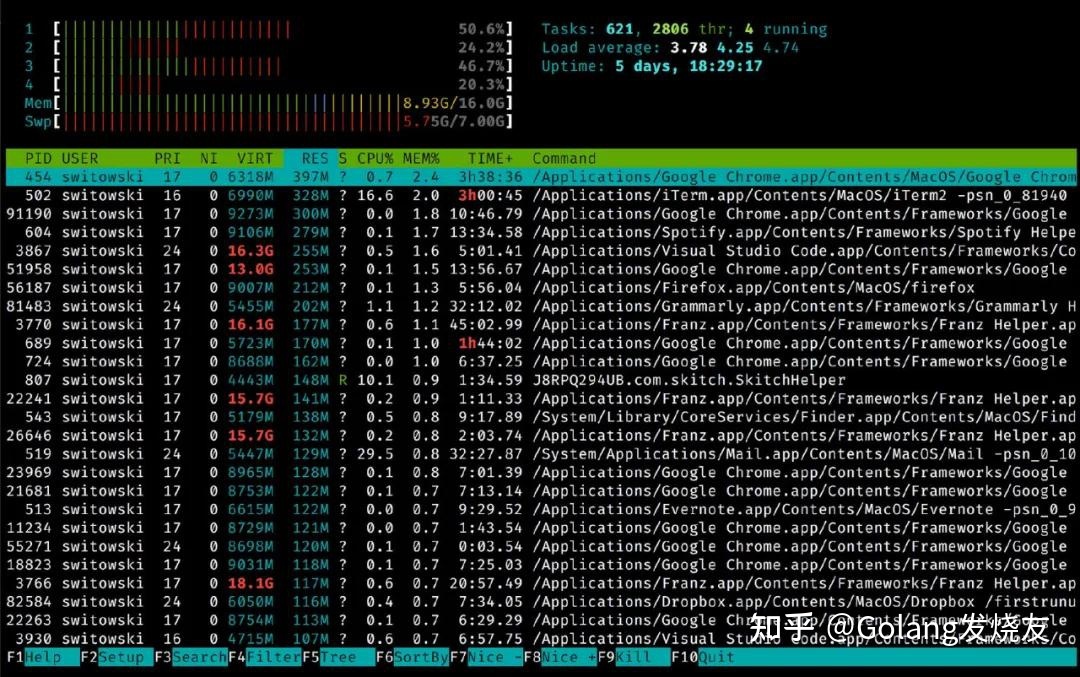 1 [ 50.6%] Tasks: 621, 2806 thr; 4 running
2 [ 24.2%] Load average: 3.78 4.25 4.74
3 [ 46.7%] Uptime: 5 days, 18:29:17
4 [ 20.3%]
Mem[ 8.93G/16.0G]
Swp[ 5.75G/7.00G]
PID USER PRI NI VIRT RES S CPU% MEM% TIME+ Command
454 switowski 17 0 6318M 397M ? 0.7 2.4 3h38:36 /Applications/Google Chrome.app/Contents/MacOS/Google Chrom
502 switowski 16 0 6990M 328M ? 16.6 2.0 3h00:45 /Applications/iTerm.app/Contents/MacOS/iTerm2 -psn_0_81940
91190 switowski 17 0 9273M 300M ? 0.0 1.8 10:46.79 /Applications/Google Chrome.app/Contents/Frameworks/Google
604 switowski 17 0 9106M 279M ? 0.1 1.7 13:34.58 /Applications/Spotify.app/Contents/Frameworks/Spotify Helpe
3867 switowski 24 0 16.3G 255M ? 0.5 1.6 5:01.41 /Applications/Visual Studio Code.app/Contents/Frameworks/Co
51958 switowski 17 0 13.0G 253M ? 0.1 1.5 13:56.67 /Applications/Google Chrome.app/Contents/Frameworks/Google
56187 switowski 17 0 9007M 212M ? 0.1 1.3 5:56.04 /Applications/Firefox.app/Contents/MacOS/firefox
81483 switowski 24 0 5455M 202M ? 1.1 1.2 32:12.02 /Applications/Grammarly.app/Contents/Frameworks/Grammarly H
3770 switowski 17 0 16.1G 177M ? 0.6 1.1 45:02.99 /Applications/Franz.app/Contents/Frameworks/Franz Helper.ap
689 switowski 17 0 5723M 170M ? 0.1 1.0 1h44:02 /Applications/Google Chrome.app/Contents/Frameworks/Google
724 switowski 17 0 8688M 162M ? 0.0 1.0 6:37.25 /Applications/Google Chrome.app/Contents/Frameworks/Google
807 switowski 17 0 4443M 148M R 10.1 0.9 1:34.59 J8RPQ294UB.com.skitch.SkitchHelper
22241 switowski 17 0 15.7G 141M ? 0.2 0.9 1:11.33 /Applications/Franz.app/Contents/Frameworks/Franz Helper.ap
543 switowski 17 0 5179M 138M ? 0.5 0.8 9:17.89 /System/Library/CoreServices/Finder.app/Contents/MacOS/Find
26646 switowski 17 0 15.7G 132M ? 0.2 0.8 2:03.74 /Applications/Franz.app/Contents/Frameworks/Franz Helper.ap
519 switowski 24 0 5447M 129M ? 29.5 0.8 32:27.87 /System/Applications/Mail.app/Contents/MacOS/Mail -psn_0_10
23969 switowski 17 0 8965M 128M ? 0.1 0.8 7:01.39 /Applications/Google Chrome.app/Contents/Frameworks/Google
21681 switowski 17 0 8753M 122M ? 0.1 0.7 7:13.14 /Applications/Google Chrome.app/Contents/Frameworks/Google
513 switowski 17 0 6615M 122M ? 0.0 0.7 9:29.52 /Applications/Evernote.app/Contents/MacOS/Evernote -psn_0_9
11234 switowski 17 0 8729M 121M ? 0.0 0.7 1:43.54 /Applications/Google Chrome.app/Contents/Frameworks/Google
55271 switowski 24 0 8698M 120M ? 0.1 0.7 0:03.54 /Applications/Google Chrome.app/Contents/Frameworks/Google
18823 switowski 17 0 9031M 118M ? 0.1 0.7 7:25.03 /Applications/Google Chrome.app/Contents/Frameworks/Google
3766 switowski 17 0 18.1G 117M ? 0.6 0.7 20:57.49 /Applications/Franz.app/Contents/Frameworks/Franz Helper.ap
82584 switowski 24 0 6050M 116M ? 0.4 0.7 7:34.05 /Applications/Dropbox.app/Contents/MacOS/Dropbox /firstrunu
22263 switowski 17 0 8754M 113M ? 0.1 0.7 6:29.29 /Applications/Google Chrome.app/Contents/Frameworks/Google
3930 switowski 16 0 4715M 107M ? 0.6 0.7 6:57.75 /Applications/Visual Studio Code.app/Contents/Frameworks/Co
知乎 @Golang发烧友
F1Help F2Setup F3SearchF4FilterF5Tree F6SortByF7Nice -F8Nice +F9Kill F10Quit